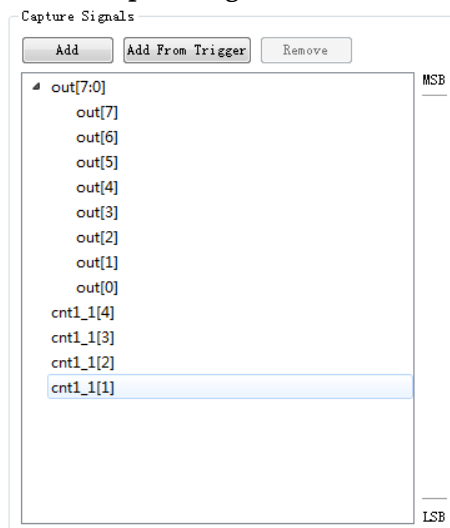 Capture Signals
Add Add From Trigger Remove
MSB
out[7:0]
out[7]
out[6]
out[5]
out[4]
out[3]
out[2]
out[1]
out[0]
cnt1_1[4]
cnt1_1[3]
cnt1_1[2]
cnt1_1[1]
LSB